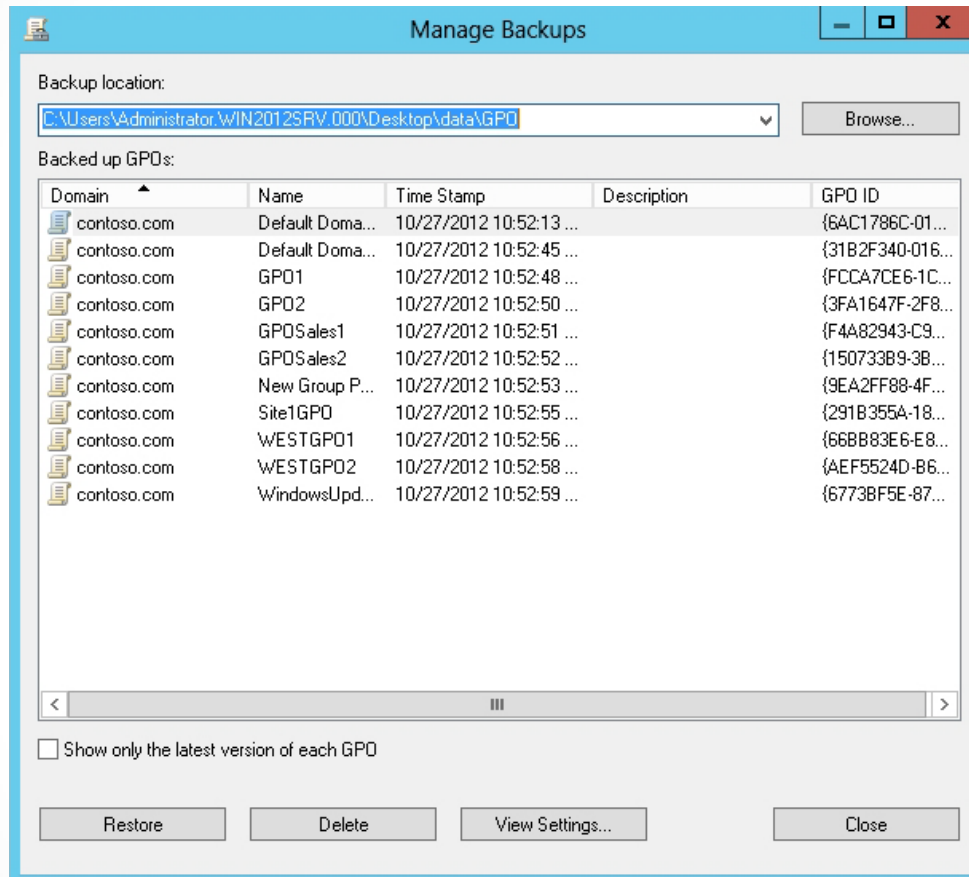 Manage Backups
Backup location:
C:\Users\Administrator.WIN2012SRV.000\Desktop\data\GPO
Browse...
Backed up GPOs:
Domain Name Time Stamp Description GPO ID
contoso.com Default Doma... 10/27/2012 10:52:13 ... {6AC1786C-01...
contoso.com Default Doma... 10/27/2012 10:52:45 ... {31B2F340-016...
contoso.com GPO1 10/27/2012 10:52:48 ... {FCCA7CE6-1C...
contoso.com GPO2 10/27/2012 10:52:50 ... {3FA1647F-2F8...
contoso.com GPOSales1 10/27/2012 10:52:51 ... {F4A82943-C9...
contoso.com GPOSales2 10/27/2012 10:52:52 ... {150733B9-3B...
contoso.com New Group P... 10/27/2012 10:52:53 ... {9EA2FF88-4F...
contoso.com Site1GPO 10/27/2012 10:52:55 ... {291B355A-18...
contoso.com WESTGPO1 10/27/2012 10:52:56 ... {66BB83E6-E8...
contoso.com WESTGPO2 10/27/2012 10:52:58 ... {AEF5524D-B6...
contoso.com WindowsUpd... 10/27/2012 10:52:59 ... {6773BF5E-87...
Show only the latest version of each GPO
Restore Delete View Settings... Close